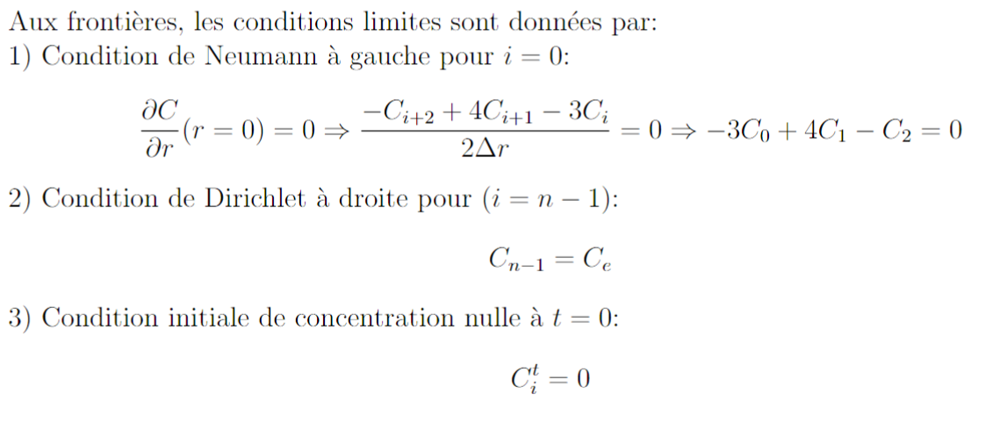 Aux frontières, les conditions limites sont données par:
1) Condition de Neumann à gauche pour $i = 0$:
$\frac{\partial C}{\partial r}(r = 0) = 0 \Rightarrow \frac{-C_{i+2} + 4C_{i+1} - 3C_i}{2\Delta r} = 0 \Rightarrow -3C_0 + 4C_1 - C_2 = 0$
2) Condition de Dirichlet à droite pour $(i = n - 1)$:
$C_{n-1} = C_e$
3) Condition initiale de concentration nulle à $t = 0$:
$C_i^t = 0$